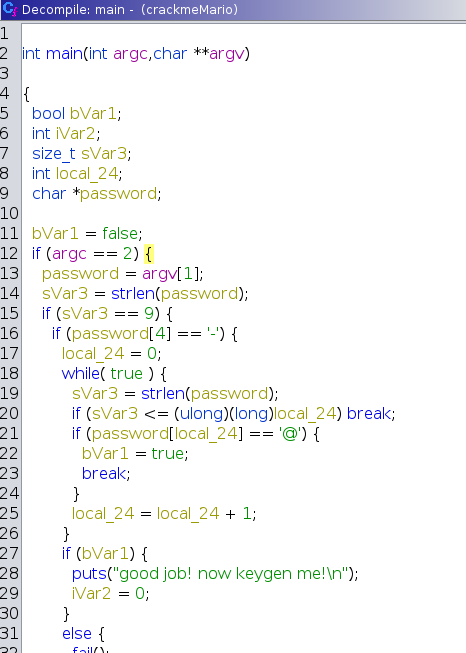 Decompile: main - (crackmeMario)
1
2 int main(int argc,char **argv)
3
4 {
5 bool bVar1;
6 int iVar2;
7 size_t sVar3;
8 int local_24;
9 char *password;
10
11 bVar1 = false;
12 if (argc == 2) {
13 password = argv[1];
14 sVar3 = strlen(password);
15 if (sVar3 == 9) {
16 if (password[4] == '-') {
17 local_24 = 0;
18 while( true ) {
19 sVar3 = strlen(password);
20 if (sVar3 <= (ulong)(long)local_24) break;
21 if (password[local_24] == '@') {
22 bVar1 = true;
23 break;
24 }
25 local_24 = local_24 + 1;
26 }
27 if (bVar1) {
28 puts("good job! now keygen me!\n");
29 iVar2 = 0;
30 }
31 else {
32 fail();